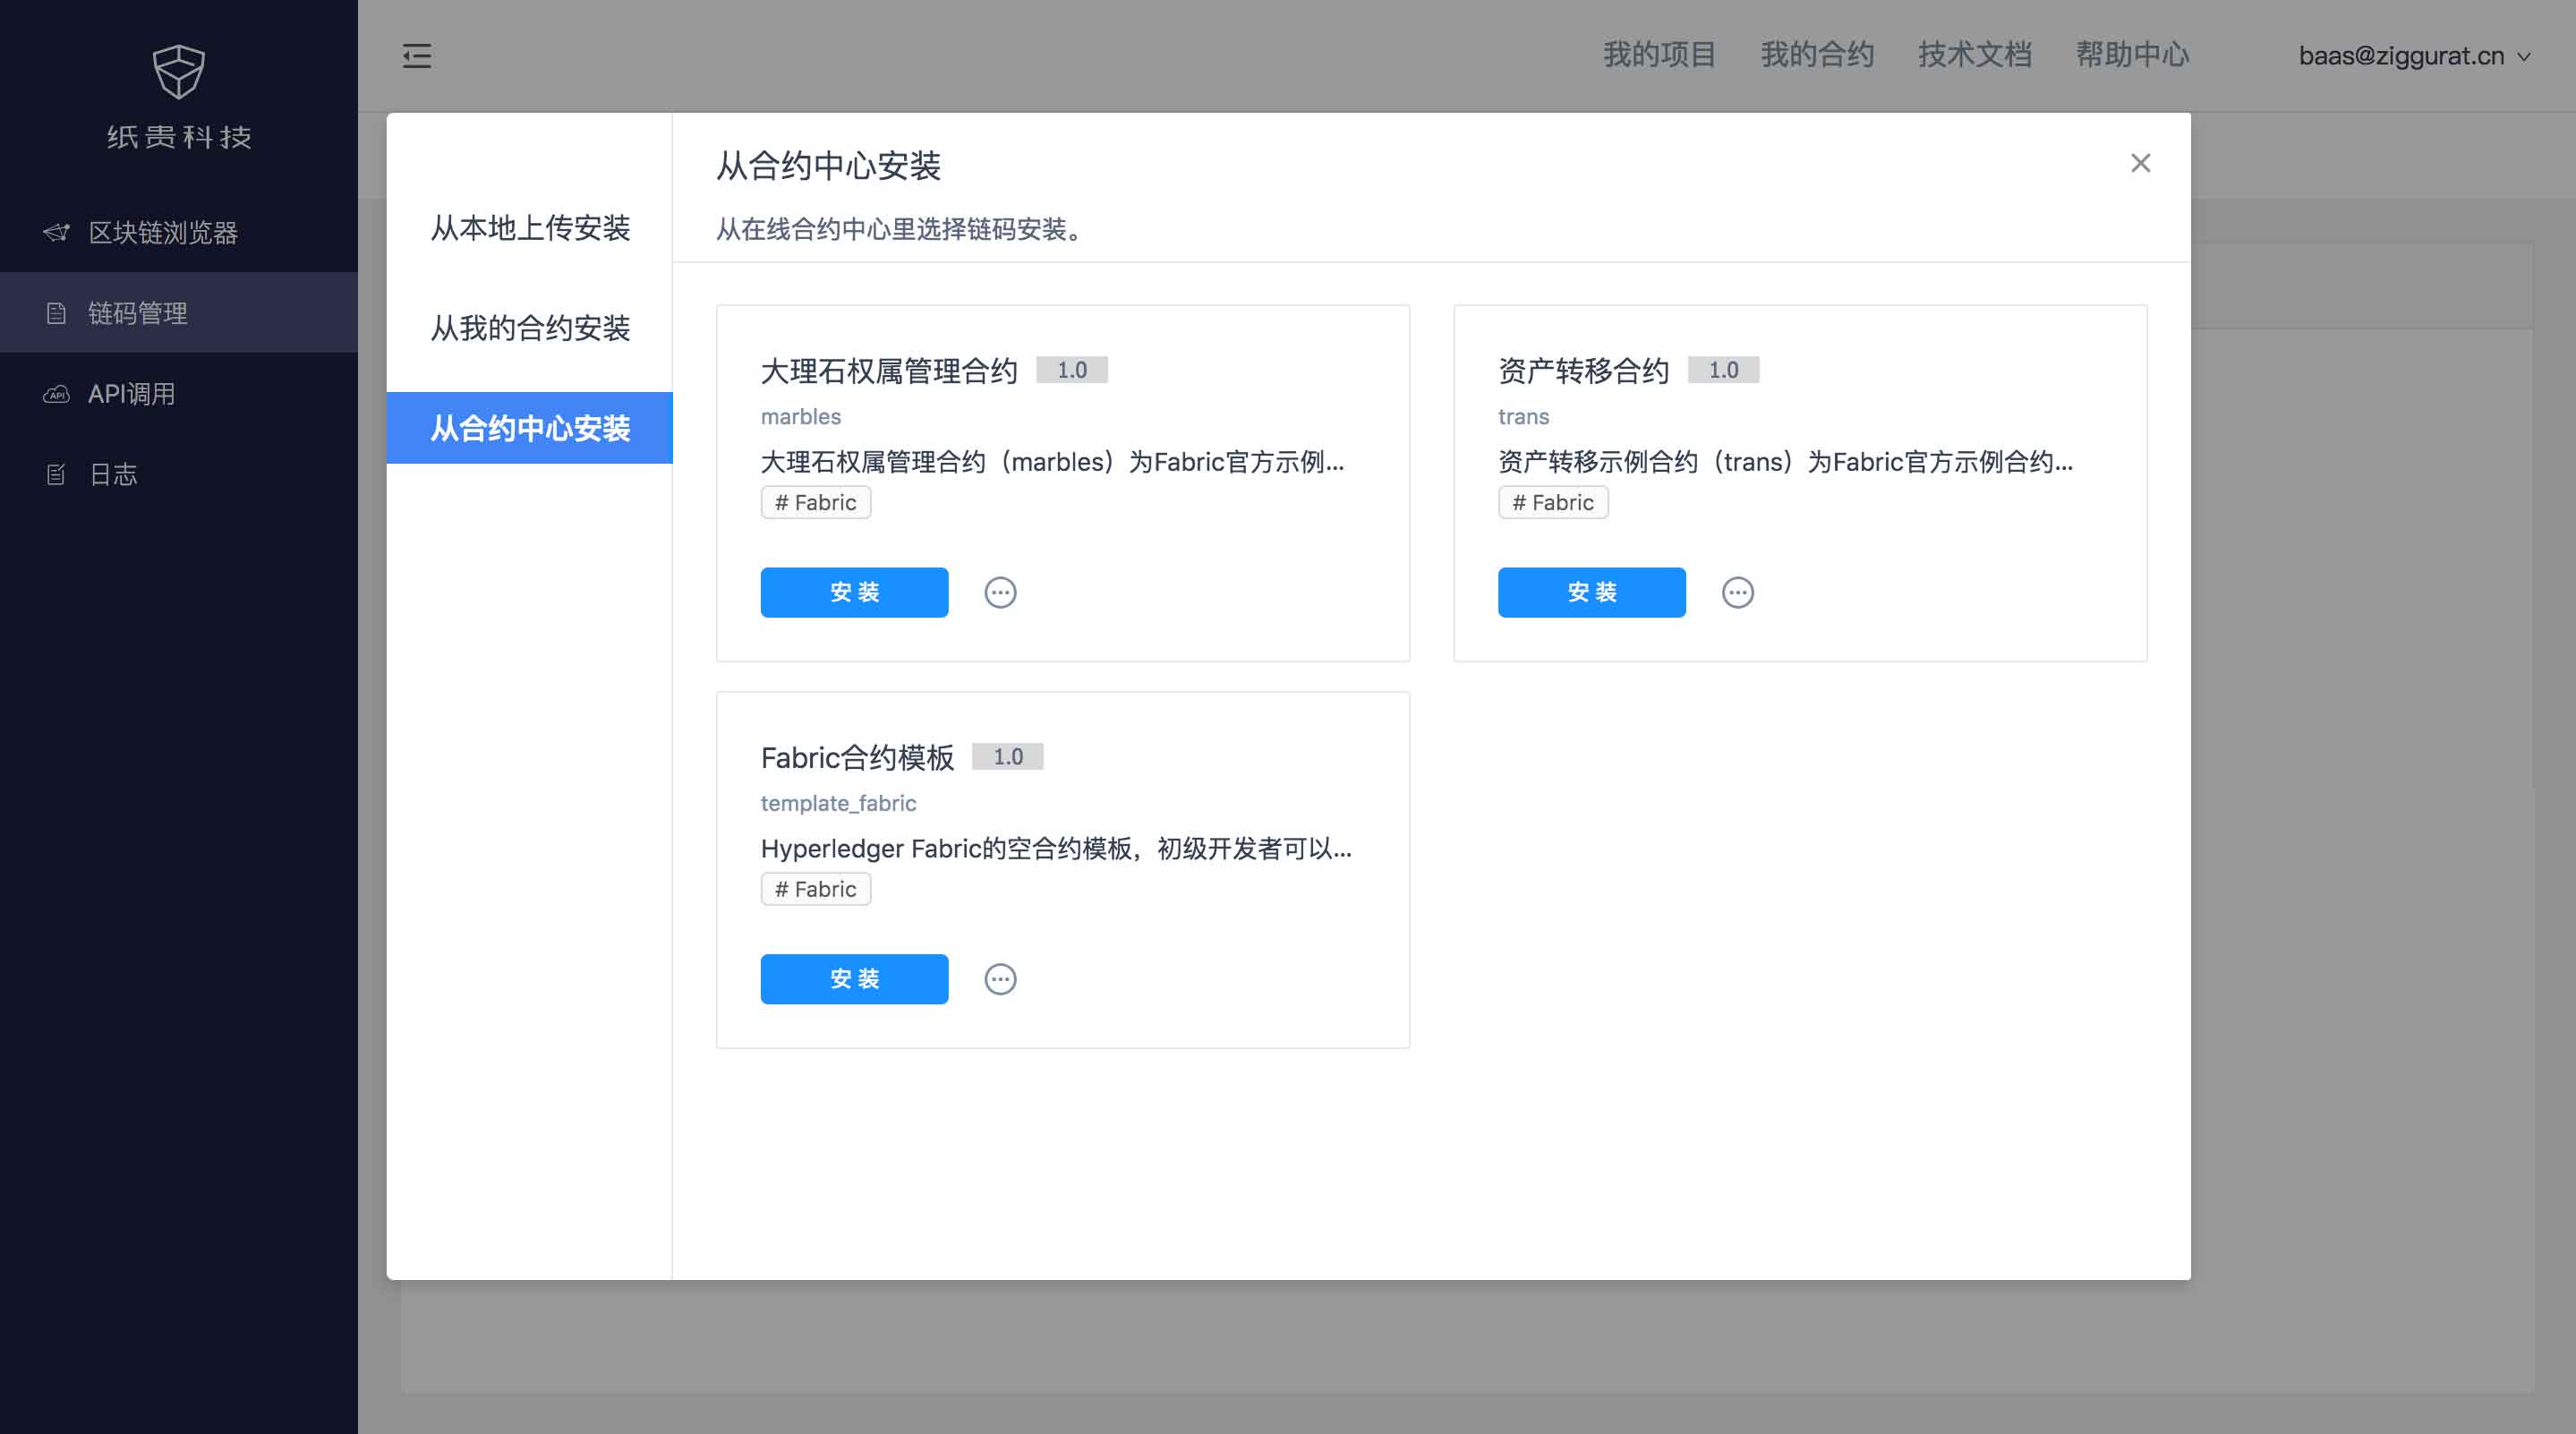 纸贵科技
区块链浏览器
链码管理
API调用
日志
我的项目 我的合约 技术文档 帮助中心 baas@ziggurat.cn
从本地上传安装
从我的合约安装
从合约中心安装
从合约中心安装
从在线合约中心里选择链码安装。
大理石权属管理合约 1.0
marbles
大理石权属管理合约（marbles）为Fabric官方示例...
# Fabric
安 装
资产转移合约 1.0
trans
资产转移示例合约（trans）为Fabric官方示例合约...
# Fabric
安 装
Fabric合约模板 1.0
template_fabric
Hyperledger Fabric的空合约模板，初级开发者可以...
# Fabric
安 装